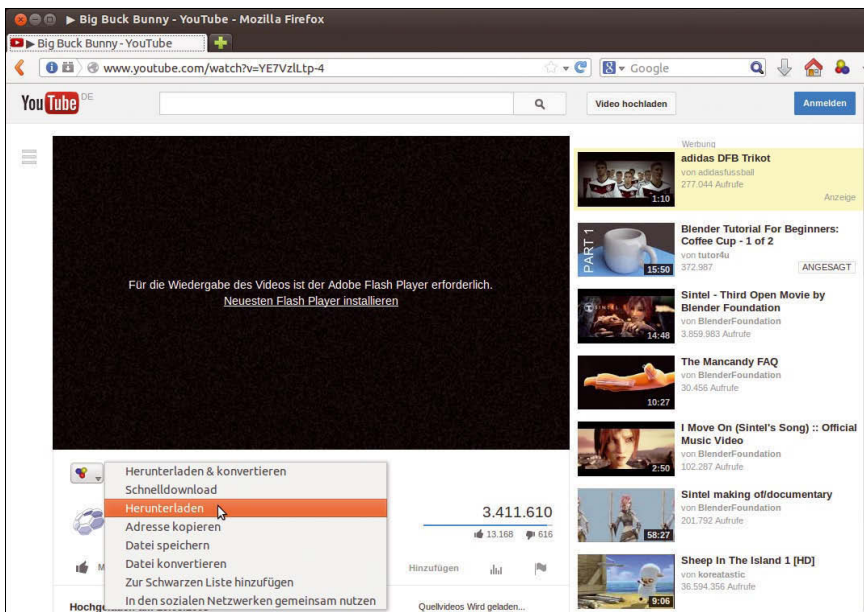 ▶ Big Buck Bunny - YouTube - Mozilla Firefox
▶ Big Buck Bunny - YouTube
www.youtube.com/watch?v=YE7VzlLtp-4
Google
YouTube DE
Video hochladen
Anmelden
Für die Wiedergabe des Videos ist der Adobe Flash Player erforderlich.
Neuesten Flash Player installieren
Herunterladen & konvertieren
Schnelldownload
Herunterladen
Adresse kopieren
Datei speichern
Datei konvertieren
Zur Schwarzen Liste hinzufügen
In den sozialen Netzwerken gemeinsam nutzen
3.411.610
13.168 616
Hinzufügen
Quellvideos Wird geladen...
Werbung
adidas DFB Trikot
von adidasfussball
277.044 Aufrufe
1:10
Anzeige
Blender Tutorial For Beginners:
Coffee Cup - 1 of 2
von tutor4u
372.987
ANGESAGT
PART 1
15:50
Sintel - Third Open Movie by
Blender Foundation
von BlenderFoundation
3.859.983 Aufrufe
14:48
The Mancandy FAQ
von BlenderFoundation
30.456 Aufrufe
10:27
I Move On (Sintel's Song) :: Official
Music Video
von BlenderFoundation
102.287 Aufrufe
2:50
Sintel making of/documentary
von BlenderFoundation
201.792 Aufrufe
58:27
Sheep In The Island 1 [HD]
von koreatastic
36.594.356 Aufrufe
9:06